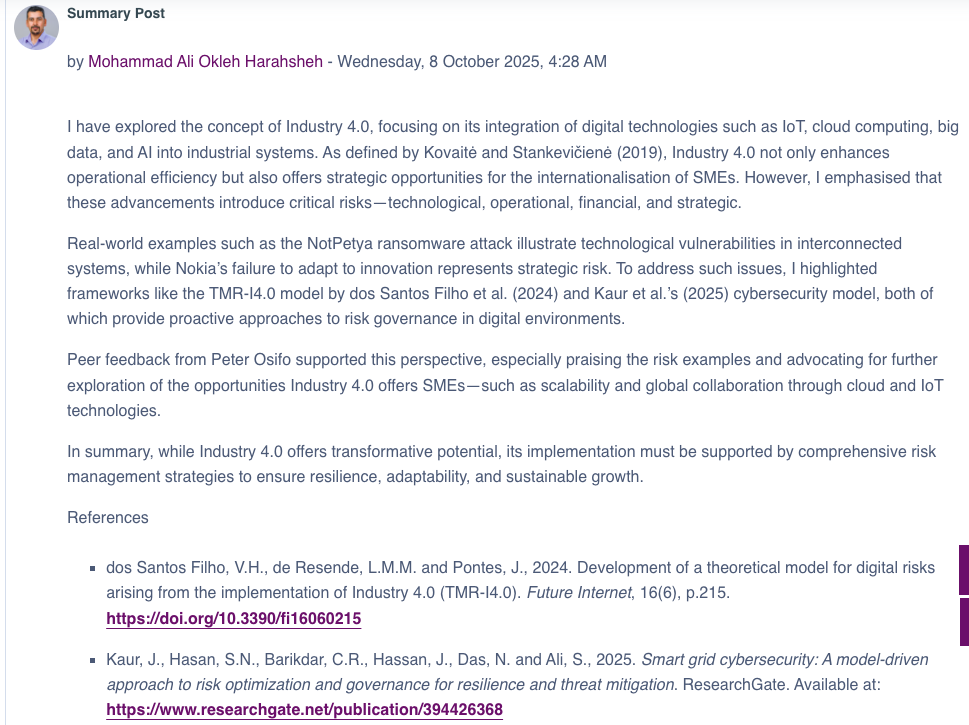 Summary Post
by Mohammad Ali Okleh Harahsheh - Wednesday, 8 October 2025, 4:28 AM
I have explored the concept of Industry 4.0, focusing on its integration of digital technologies such as IoT, cloud computing, big
data, and AI into industrial systems. As defined by Kovaitė and Stankevičienė (2019), Industry 4.0 not only enhances
operational efficiency but also offers strategic opportunities for the internationalisation of SMEs. However, I emphasised that
these advancements introduce critical risks—technological, operational, financial, and strategic.
Real-world examples such as the NotPetya ransomware attack illustrate technological vulnerabilities in interconnected
systems, while Nokia’s failure to adapt to innovation represents strategic risk. To address such issues, I highlighted
frameworks like the TMR-I4.0 model by dos Santos Filho et al. (2024) and Kaur et al.’s (2025) cybersecurity model, both of
which provide proactive approaches to risk governance in digital environments.
Peer feedback from Peter Osifo supported this perspective, especially praising the risk examples and advocating for further
exploration of the opportunities Industry 4.0 offers SMEs—such as scalability and global collaboration through cloud and IoT
technologies.
In summary, while Industry 4.0 offers transformative potential, its implementation must be supported by comprehensive risk
management strategies to ensure resilience, adaptability, and sustainable growth.
References
▪ dos Santos Filho, V.H., de Resende, L.M.M. and Pontes, J., 2024. Development of a theoretical model for digital risks
arising from the implementation of Industry 4.0 (TMR-I4.0). Future Internet, 16(6), p.215.
https://doi.org/10.3390/fi16060215
▪ Kaur, J., Hasan, S.N., Barikdar, C.R., Hassan, J., Das, N. and Ali, S., 2025. Smart grid cybersecurity: A model-driven
approach to risk optimization and governance for resilience and threat mitigation. ResearchGate. Available at:
https://www.researchgate.net/publication/394426368